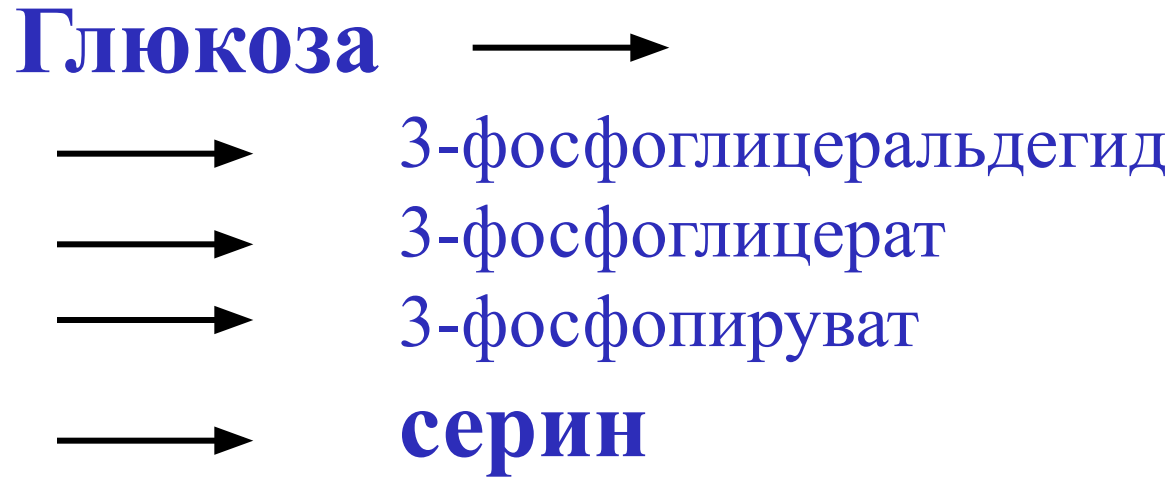 Глюкоза
3-фосфоглицеральдегид
3-фосфоглицерат
3-фосфопируват
серин